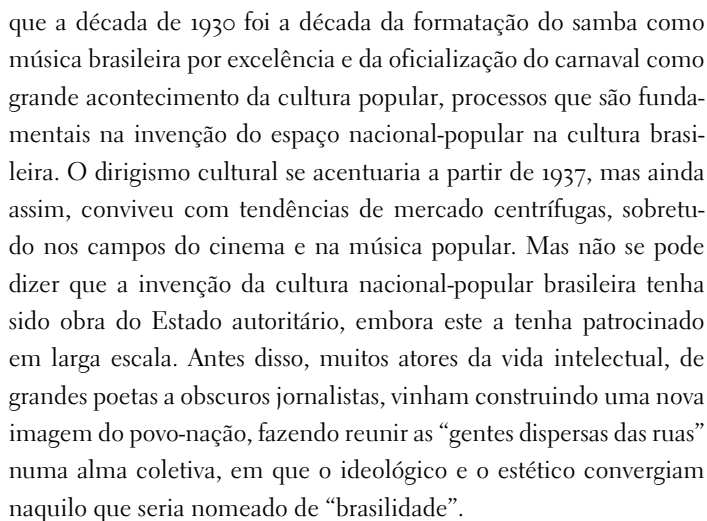 que a década de 1930 foi a década da formatação do samba como
música brasileira por excelência e da oficialização do carnaval como
grande acontecimento da cultura popular, processos que são funda-
mentais na invenção do espaço nacional-popular na cultura brasi-
leira. O dirigismo cultural se acentuaria a partir de 1937, mas ainda
assim, conviveu com tendências de mercado centrífugas, sobretu-
do nos campos do cinema e na música popular. Mas não se pode
dizer que a invenção da cultura nacional-popular brasileira tenha
sido obra do Estado autoritário, embora este a tenha patrocinado
em larga escala. Antes disso, muitos atores da vida intelectual, de
grandes poetas a obscuros jornalistas, vinham construindo uma nova
imagem do povo-nação, fazendo reunir as “gentes dispersas das ruas”
numa alma coletiva, em que o ideológico e o estético convergiam
naquilo que seria nomeado de “brasilidade”.